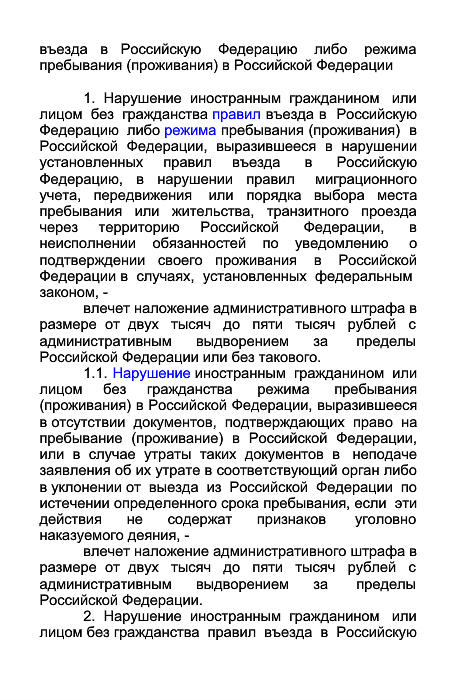 въезда в Российскую Федерацию либо режима
пребывания (проживания) в Российской Федерации
1. Нарушение иностранным гражданином или
лицом без гражданства правил въезда в Российскую
Федерацию либо режима пребывания (проживания) в
Российской Федерации, выразившееся в нарушении
установленных правил въезда в Российскую
Федерацию, в нарушении правил миграционного
учета, передвижения или порядка выбора места
пребывания или жительства, транзитного проезда
через территорию Российской Федерации, в
неисполнении обязанностей по уведомлению о
подтверждении своего проживания в Российской
Федерации в случаях, установленных федеральным
законом, -
влечет наложение административного штрафа в
размере от двух тысяч до пяти тысяч рублей с
административным выдворением за пределы
Российской Федерации или без такового.
1.1. Нарушение иностранным гражданином или
лицом без гражданства режима пребывания
(проживания) в Российской Федерации, выразившееся
в отсутствии документов, подтверждающих право на
пребывание (проживание) в Российской Федерации,
или в случае утраты таких документов в неподаче
заявления об их утрате в соответствующий орган либо
в уклонении от выезда из Российской Федерации по
истечении определенного срока пребывания, если эти
действия не содержат признаков уголовно
наказуемого деяния, -
влечет наложение административного штрафа в
размере от двух тысяч до пяти тысяч рублей с
административным выдворением за пределы
Российской Федерации.
2. Нарушение иностранным гражданином или
лицом без гражданства правил въезда в Российскую